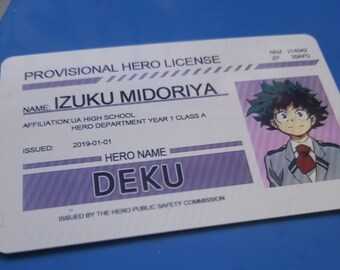 PROVISIONAL HERO LICENSE
NAME: IZUKU MIDORIYA
AFFILIATION:UA HIGH SCHOOL
HERO DEPARTMENT YEAR 1 CLASS A
ISSUED: 2019-01-01
HERO NAME
DEKU
ISSUED BY THE HERO PUBLIC SAFETY COMMISSION